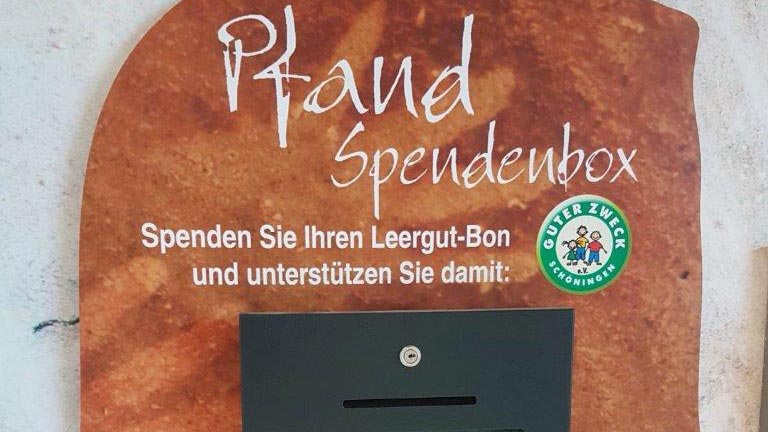 Pfand
Spendenbox
Spenden Sie Ihren Leergut-Bon
und unterstützen Sie damit:
GUTER ZWECK
e.V.
SCHÖNINGEN